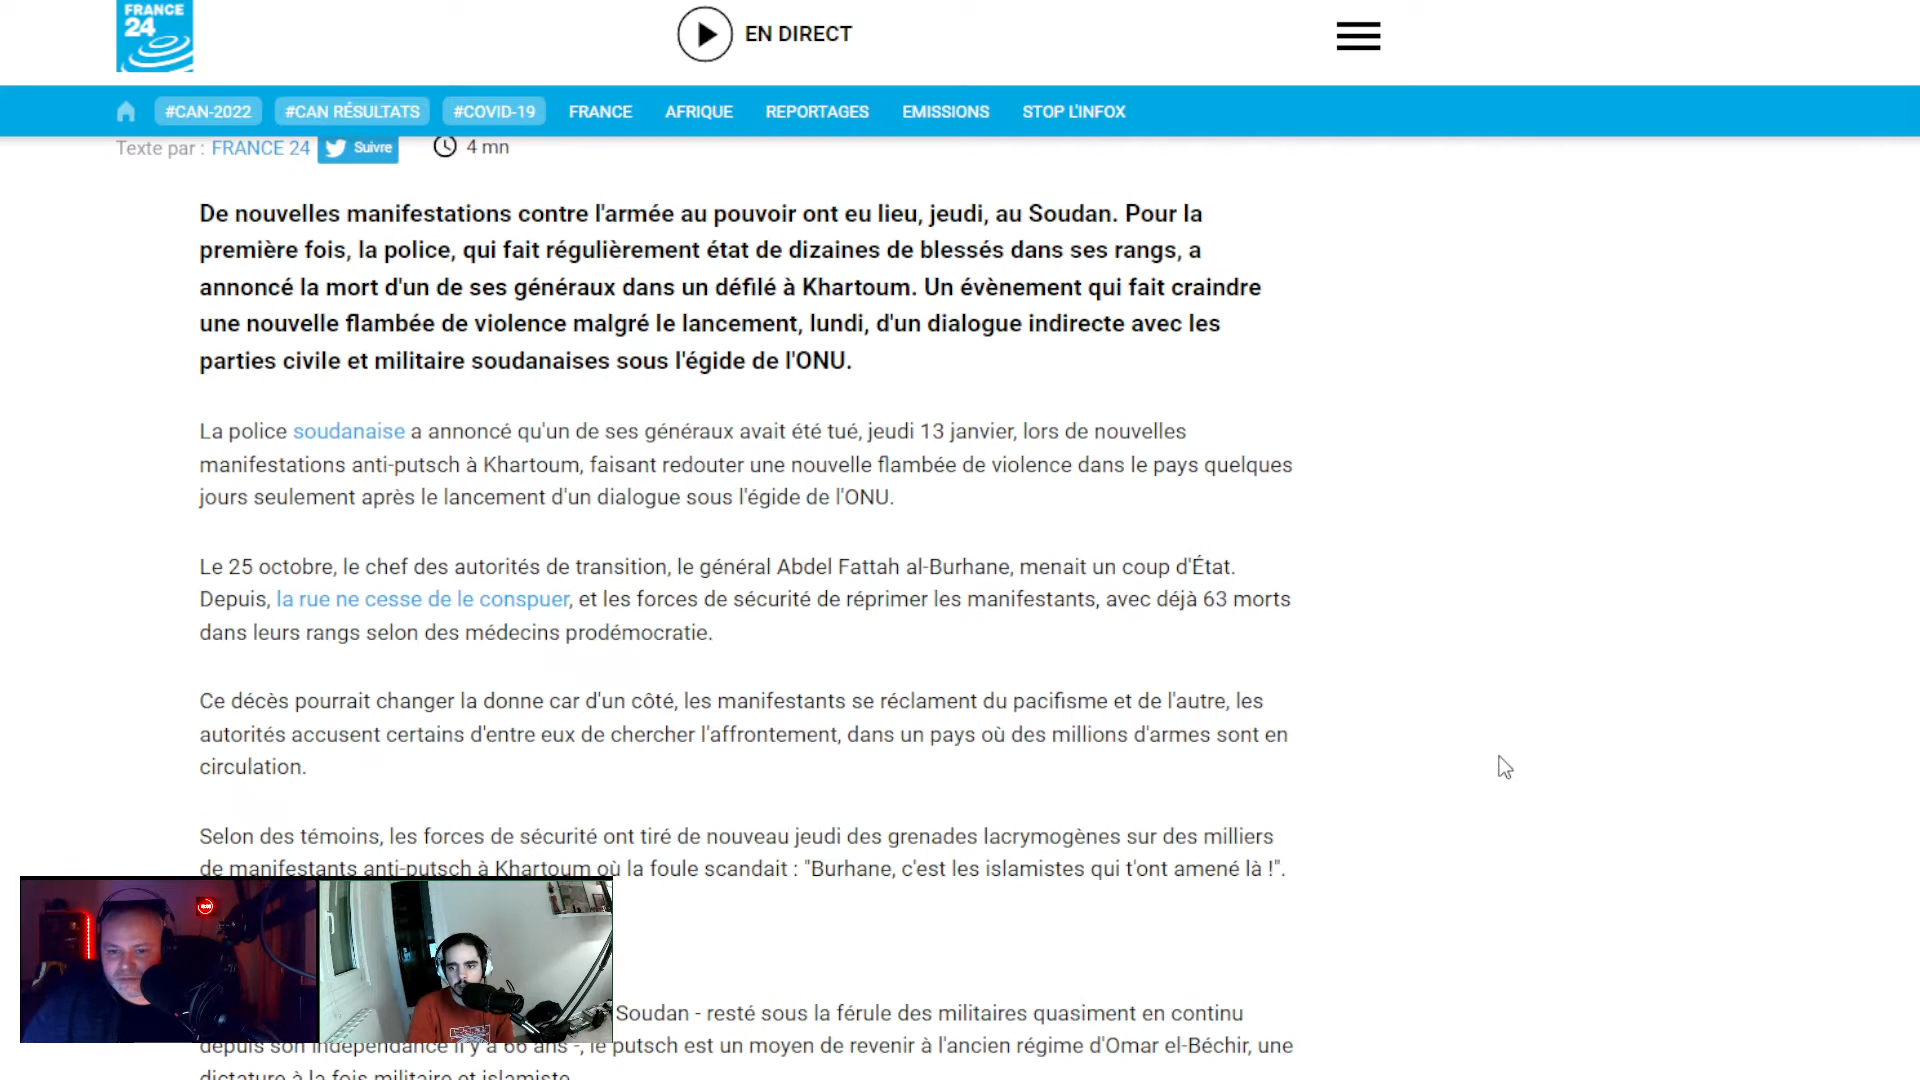 FRANCE
24
EN DIRECT
#CAN-2022 #CAN RÉSULTATS #COVID-19 FRANCE AFRIQUE REPORTAGES EMISSIONS STOP L'INFOX
Texte par : FRANCE 24 Suivre 4 mn
De nouvelles manifestations contre l'armée au pouvoir ont eu lieu, jeudi, au Soudan. Pour la
première fois, la police, qui fait régulièrement état de dizaines de blessés dans ses rangs, a
annoncé la mort d'un de ses généraux dans un défilé à Khartoum. Un évènement qui fait craindre
une nouvelle flambée de violence malgré le lancement, lundi, d'un dialogue indirecte avec les
parties civile et militaire soudanaises sous l'égide de l'ONU.
La police soudanaise a annoncé qu'un de ses généraux avait été tué, jeudi 13 janvier, lors de nouvelles
manifestations anti-putsch à Khartoum, faisant redouter une nouvelle flambée de violence dans le pays quelques
jours seulement après le lancement d'un dialogue sous l'égide de l'ONU.
Le 25 octobre, le chef des autorités de transition, le général Abdel Fattah al-Burhane, menait un coup d'État.
Depuis, la rue ne cesse de le conspuer, et les forces de sécurité de réprimer les manifestants, avec déjà 63 morts
dans leurs rangs selon des médecins prodémocratie.
Ce décès pourrait changer la donne car d'un côté, les manifestants se réclament du pacifisme et de l'autre, les
autorités accusent certains d'entre eux de chercher l'affrontement, dans un pays où des millions d'armes sont en
circulation.
Selon des témoins, les forces de sécurité ont tiré de nouveau jeudi des grenades lacrymogènes sur des milliers
de manifestants anti-putsch à Khartoum où la foule scandait : "Burhane, c'est les islamistes qui t'ont amené là !".
Soudan - resté sous la férule des militaires quasiment en continu
depuis son indépendance il y a 66 ans -, le putsch est un moyen de revenir à l'ancien régime d'Omar el-Béchir, une
dictature à la fois militaire et islamiste.